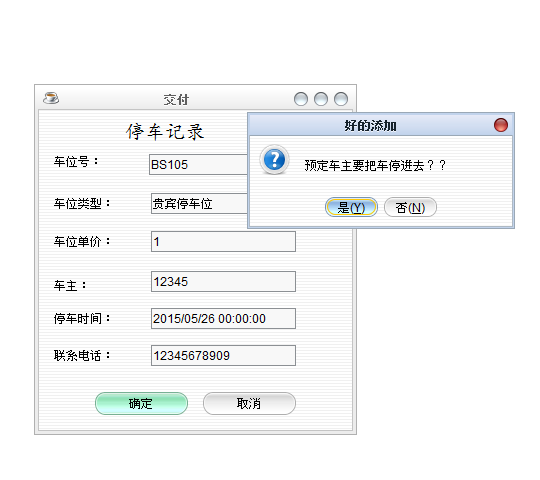 交付
停车记录
好的添加
车位号： BS105
预定车主要把车停进去？？
车位类型： 贵宾停车位
是(Y) 否(N)
车位单价： 1
车主： 12345
停车时间： 2015/05/26 00:00:00
联系电话： 12345678909
确定 取消